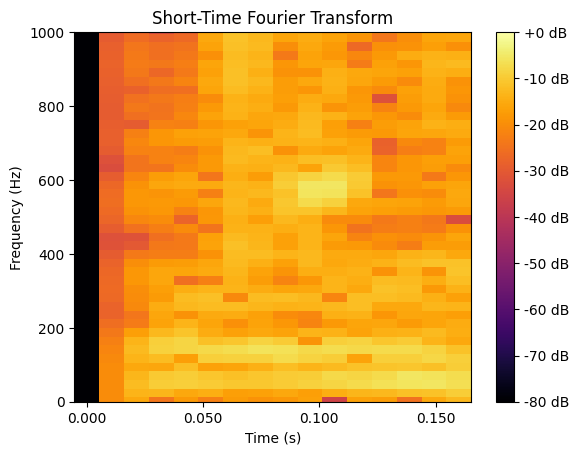 Short-Time Fourier Transform
Frequency (Hz)
1000
800
600
400
200
0
0.000
0.050
0.100
0.150
Time (s)
+0 dB
-10 dB
-20 dB
-30 dB
-40 dB
-50 dB
-60 dB
-70 dB
-80 dB